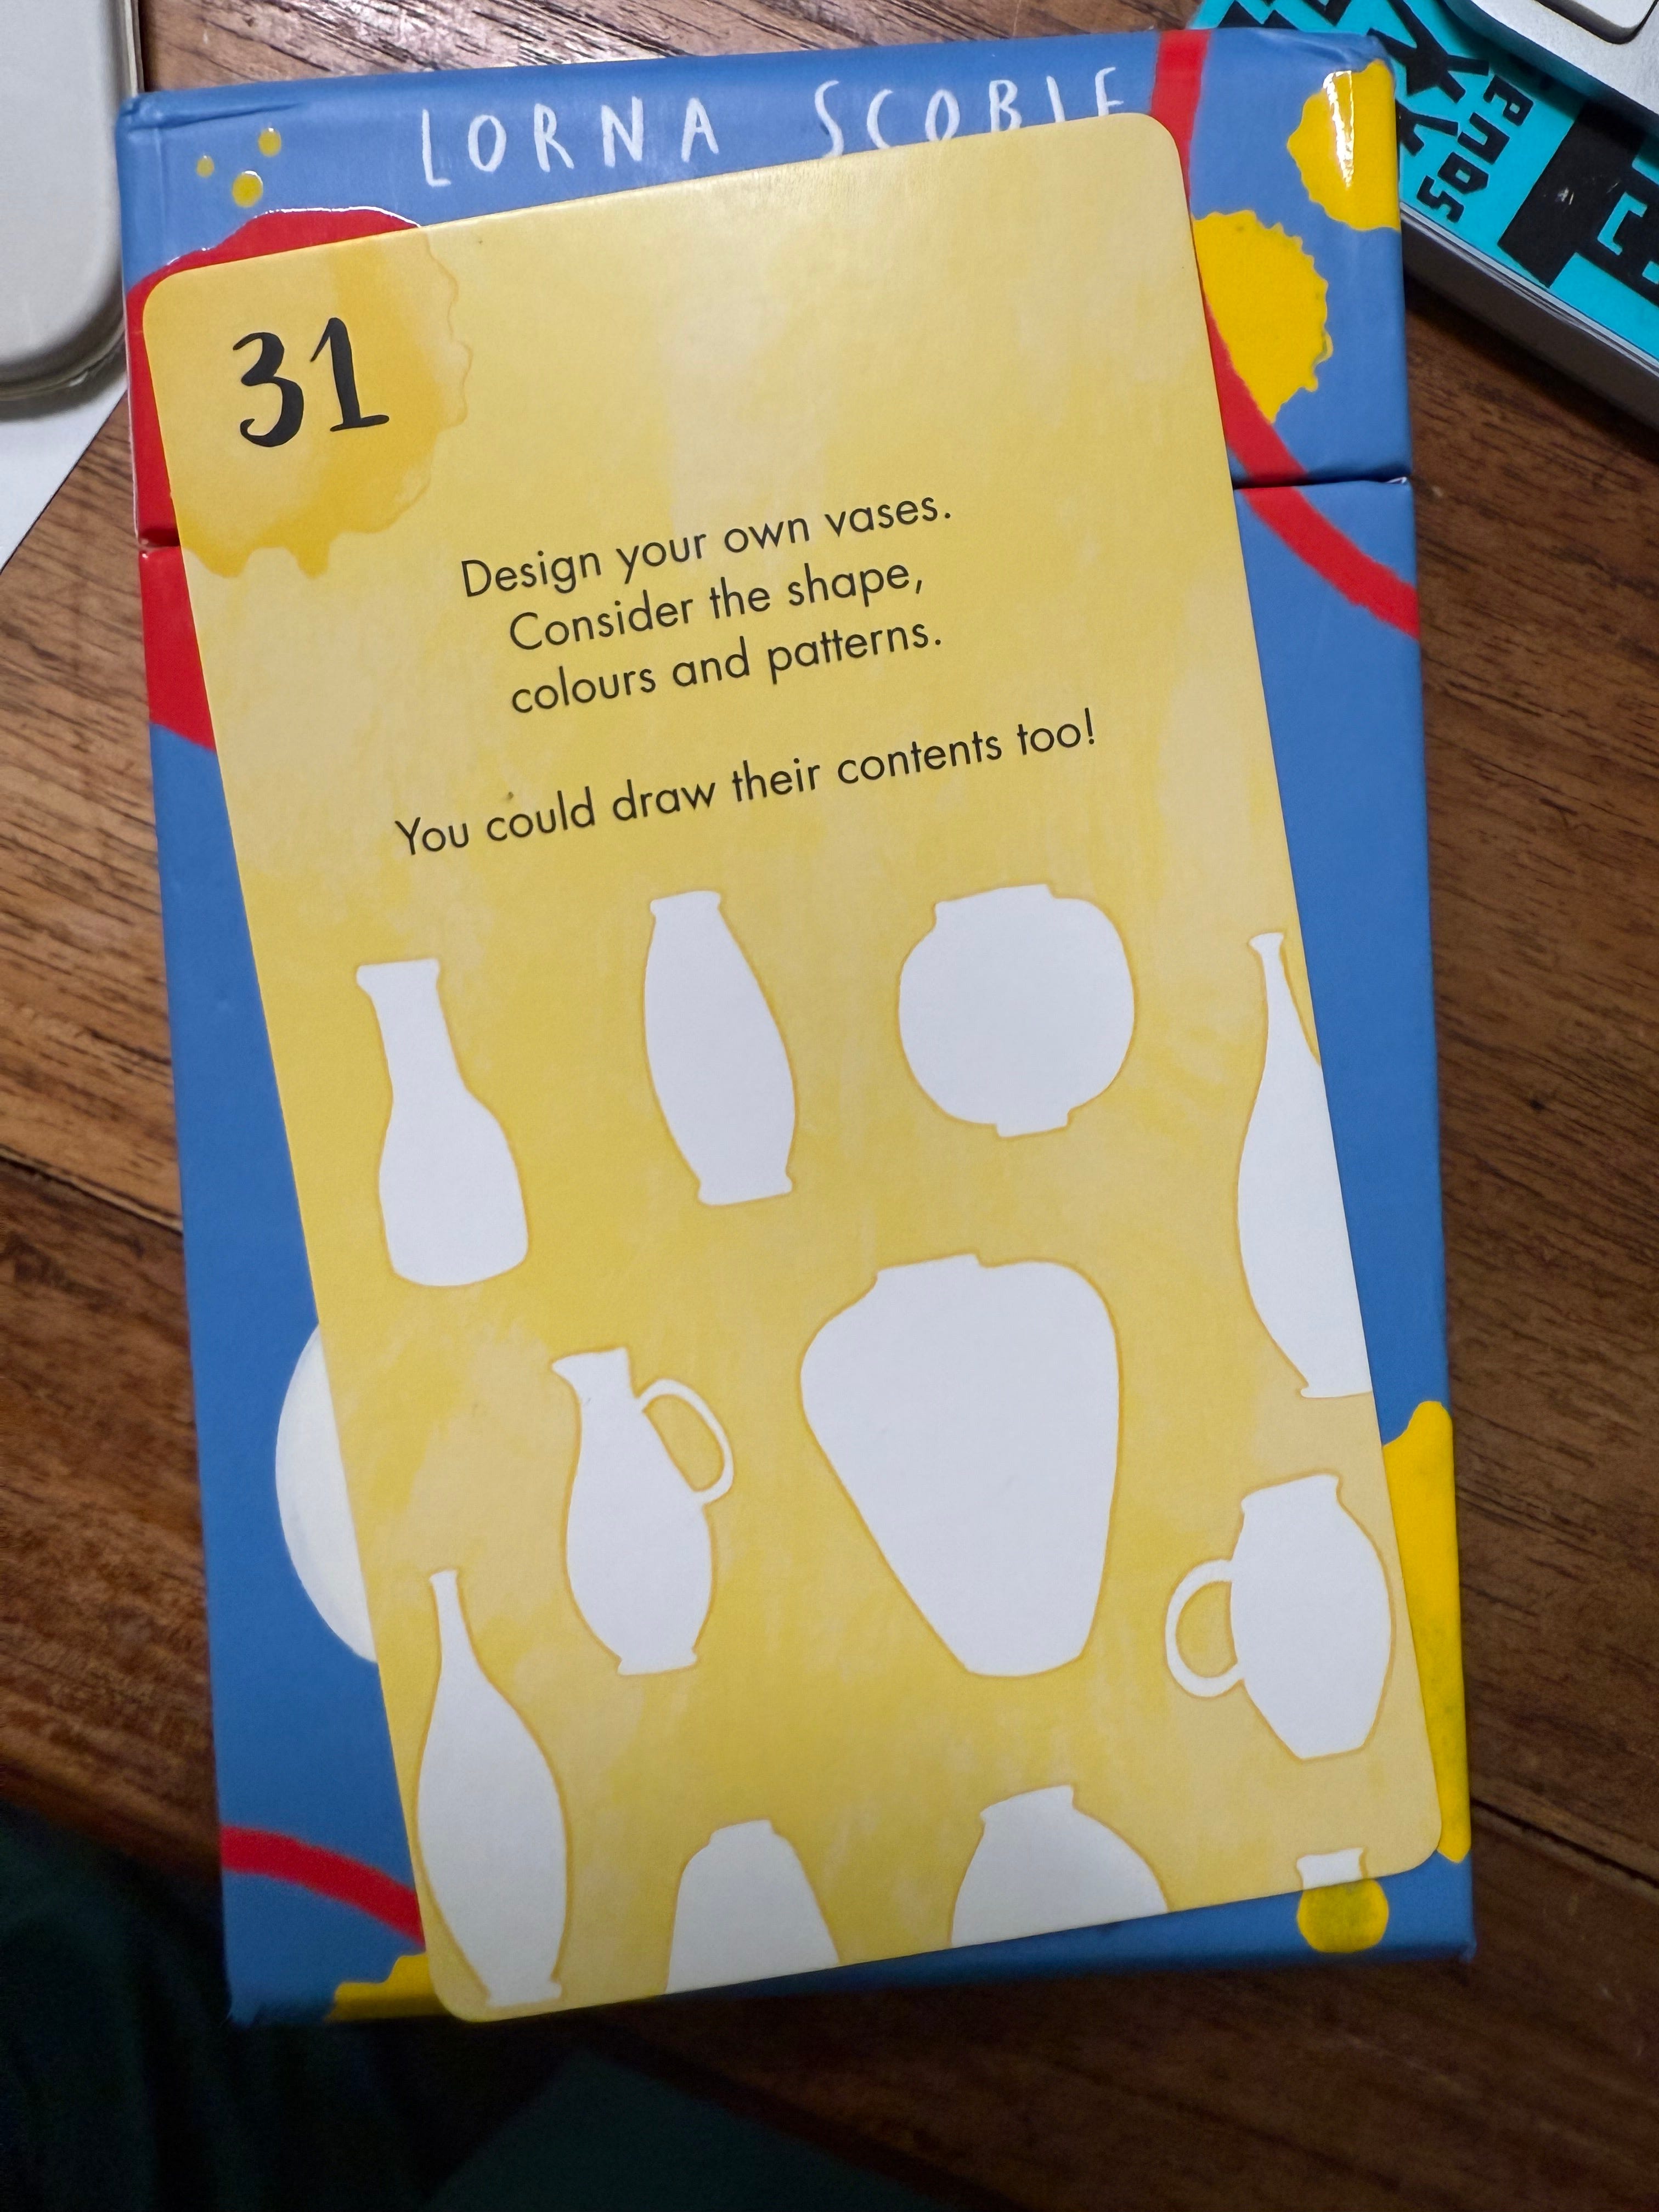 LORNA SCOBIE
31
Design your own vases.
Consider the shape,
colours and patterns.
You could draw their contents too!